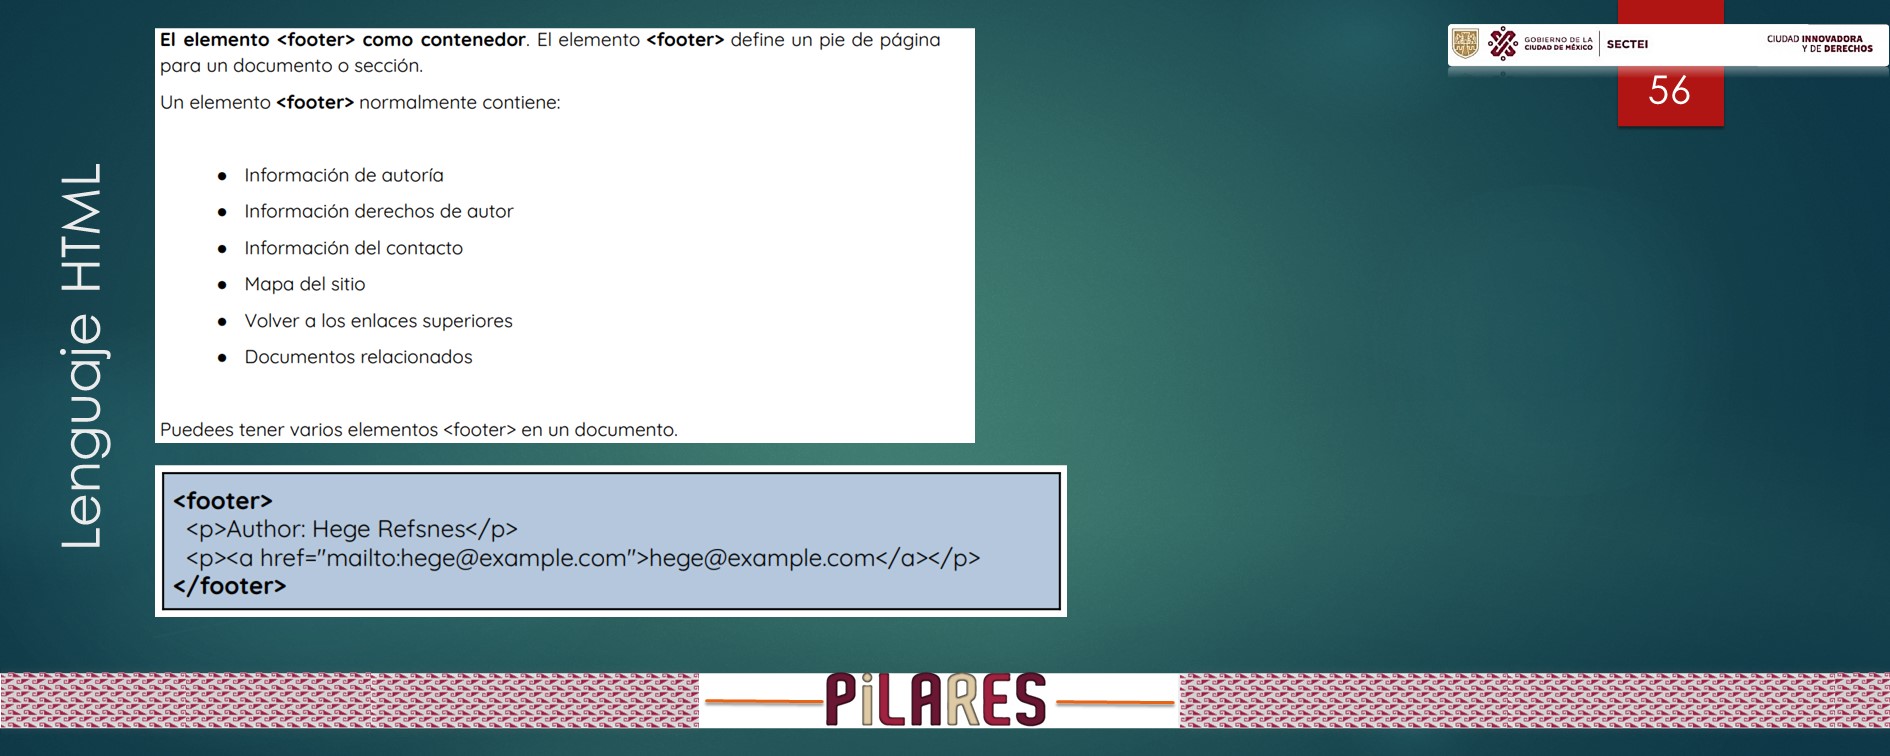 El elemento <footer> como contenedor. El elemento <footer> define un pie de página
para un documento o sección.
Un elemento <footer> normalmente contiene:
● Información de autoría
● Información derechos de autor
● Información del contacto
● Mapa del sitio
● Volver a los enlaces superiores
● Documentos relacionados
Puedees tener varios elementos <footer> en un documento.
<footer>
<p>Author: Hege Refsnes</p>
<p><a href="mailto:hege@example.com">hege@example.com</a></p>
</footer>
Lenguaje HTML
GOBIERNO DE LA
CIUDAD DE MÉXICO
SECTEI
CIUDAD INNOVADORA
Y DE DERECHOS
56
PiLARES